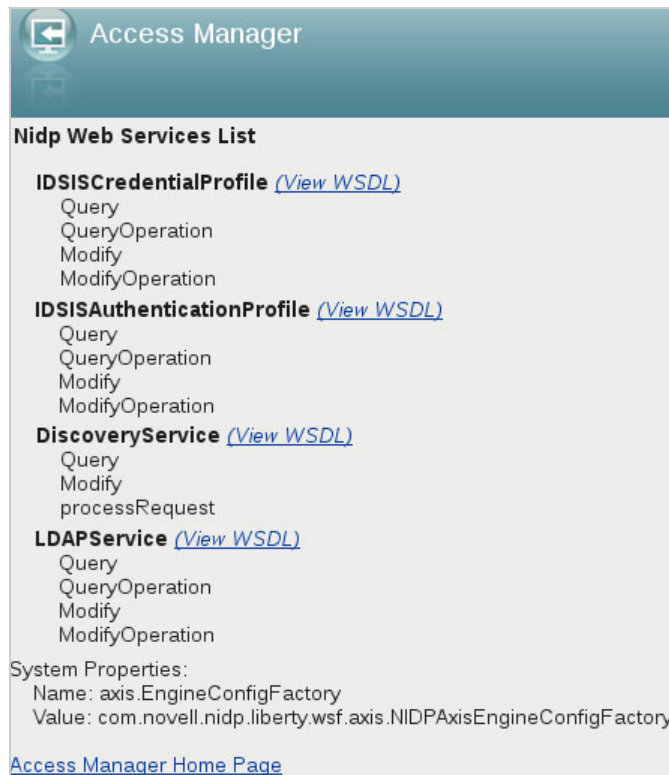 Access Manager
Nidp Web Services List
IDSISCredentialProfile (View WSDL)
Query
QueryOperation
Modify
ModifyOperation
IDSISAuthenticationProfile (View WSDL)
Query
QueryOperation
Modify
ModifyOperation
DiscoveryService (View WSDL)
Query
Modify
processRequest
LDAPService (View WSDL)
Query
QueryOperation
Modify
ModifyOperation
System Properties:
Name: axis.EngineConfigFactory
Value: com.novell.nidp.liberty.wsf.axis.NIDPAxisEngineConfigFactory
Access Manager Home Page